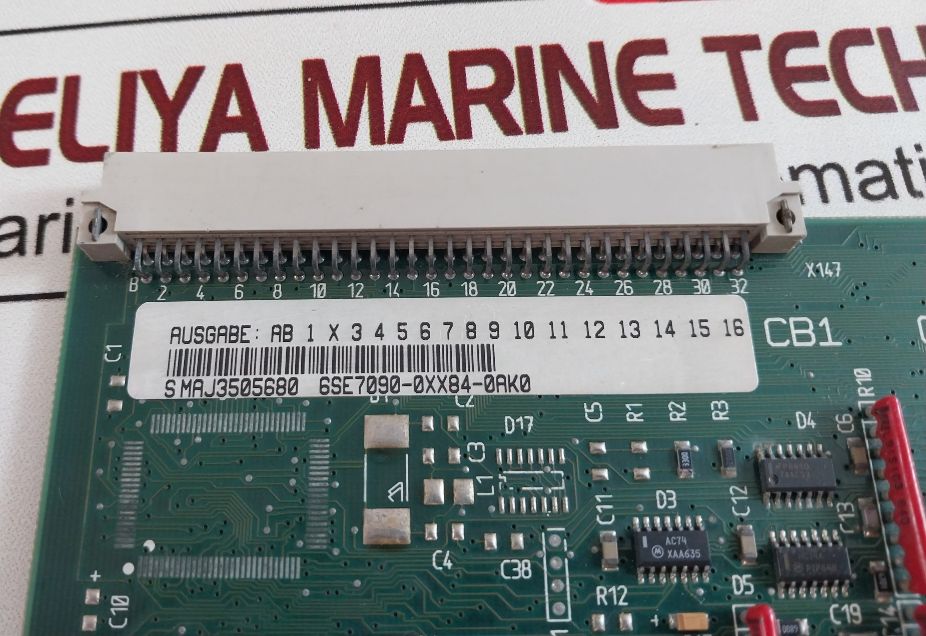 ELIYA MARINE TECH
ari
mati
X147
B 2 4 6 8 10 12 14 16 18 20 22 24 26 28 30 32
AUSGABE: AB 1 X 3 4 5 6 7 8 9 10 11 12 13 14 15 16
SMAJ3505680 6SE7090-0XX84-0AK0
CB1
C1
C2
D17
C5
R1
R2
R3
D4
C6
R10
C3
L1
3300
C11
D3
C12
C13
AC74
XAA635
C4
C38
R12
D5
C10
C19